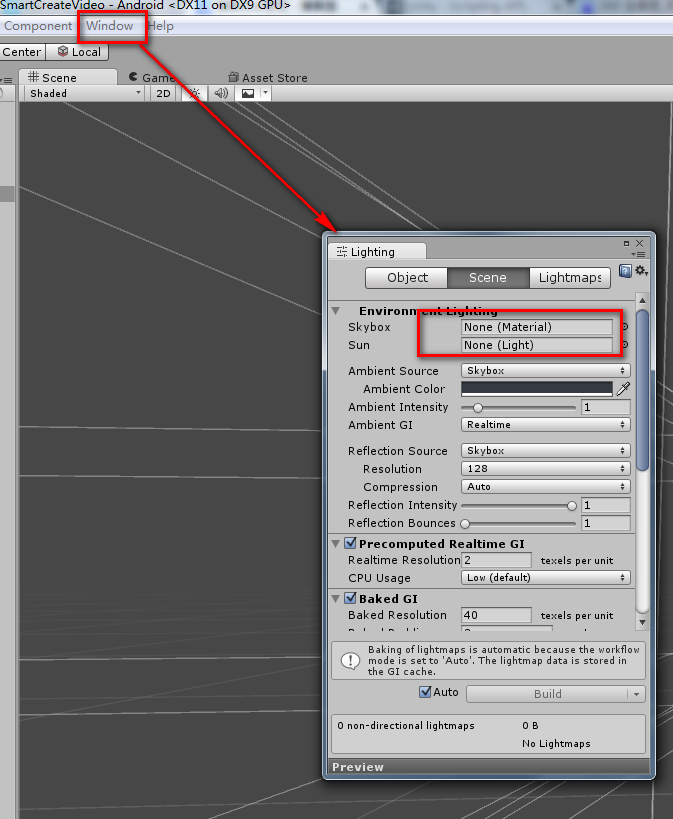 SmartCreateVideo - Android <DX11 on DX9 GPU>
Component Window Help
Center Local
Scene Game Asset Store
Shaded 2D
Lighting
Object Scene Lightmaps
Environment Lighting
Skybox None (Material)
Sun None (Light)
Ambient Source Skybox
Ambient Color
Ambient Intensity 1
Ambient GI Realtime
Reflection Source Skybox
Resolution 128
Compression Auto
Reflection Intensity 1
Reflection Bounces 1
Precomputed Realtime GI
Realtime Resolution 2 texels per unit
CPU Usage Low (default)
Baked GI
Baked Resolution 40 texels per unit
Baking of lightmaps is automatic because the workflow
mode is set to 'Auto'. The lightmap data is stored in
the GI cache.
Auto Build
0 non-directional lightmaps 0 B
No Lightmaps
Preview